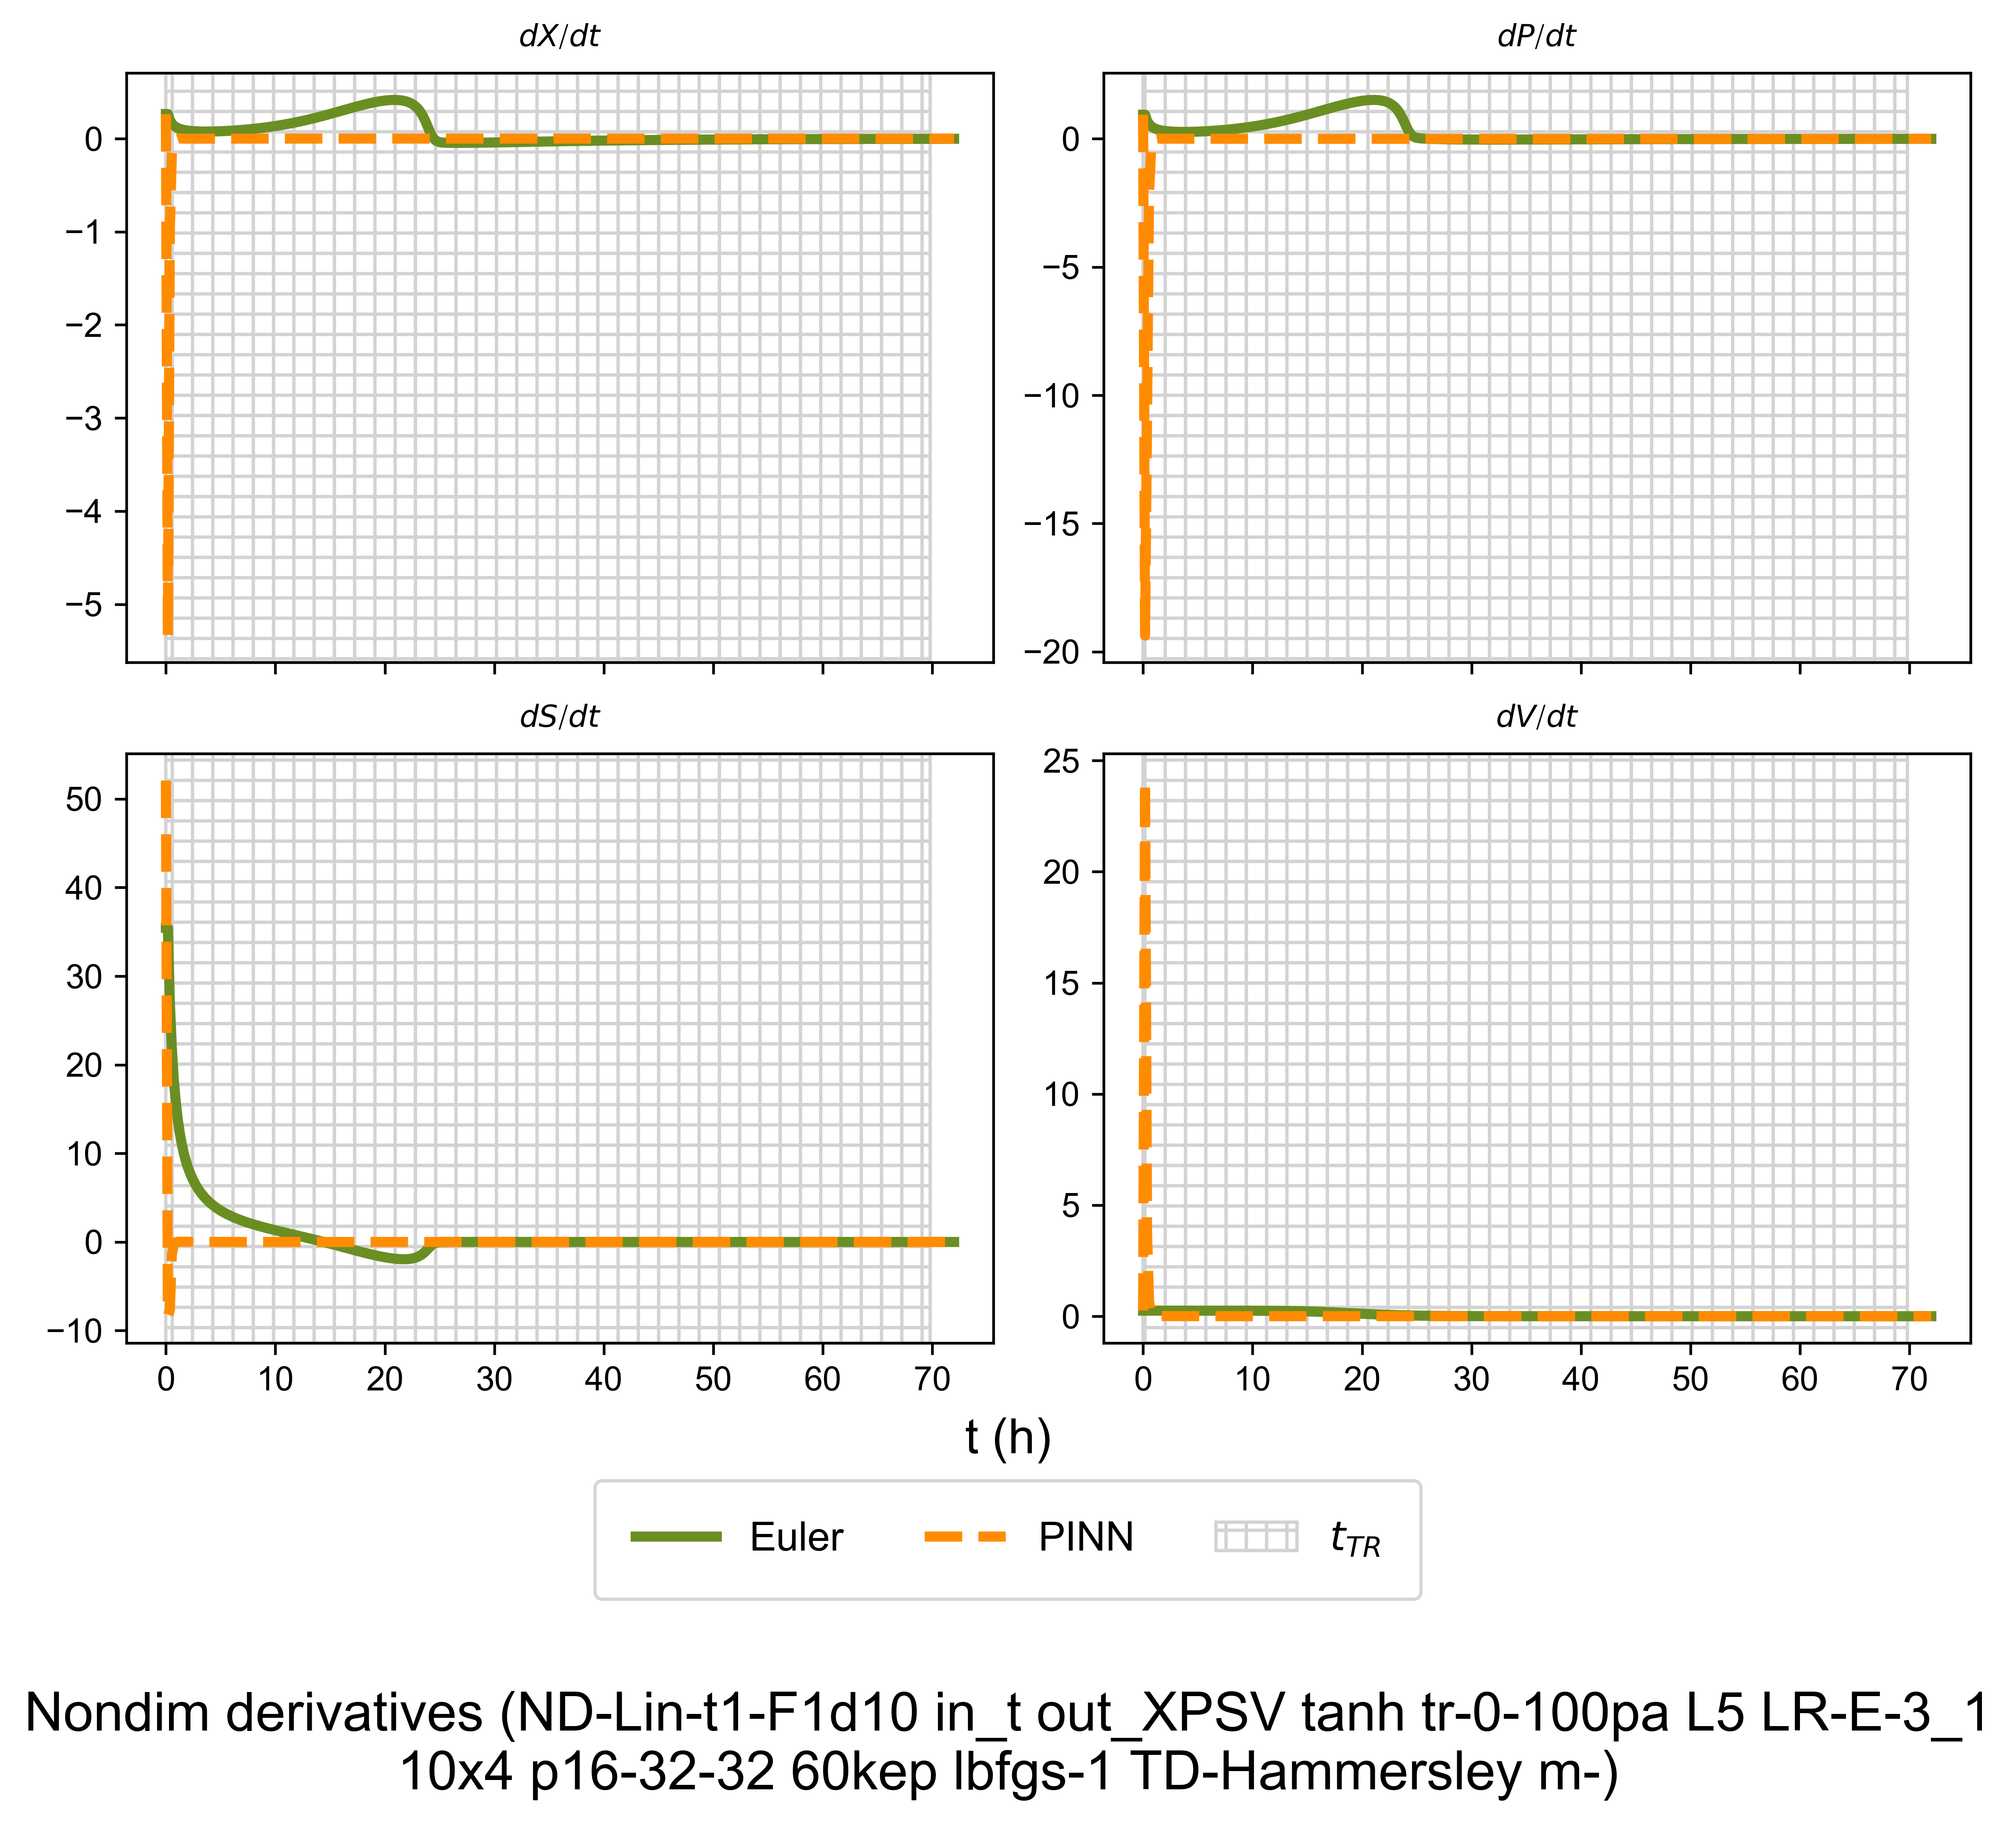 dX/dt
dP/dt
0
−1
−2
−3
−4
−5
0
−5
−10
−15
−20
dS/dt
dV/dt
50
40
30
20
10
0
−10
25
20
15
10
5
0
0 10 20 30 40 50 60 70
0 10 20 30 40 50 60 70
t (h)
Euler PINN t_TR
Nondim derivatives (ND-Lin-t1-F1d10 in_t out_XPSV tanh tr-0-100pa L5 LR-E-3_1
10x4 p16-32-32 60kep lbfgs-1 TD-Hammersley m-)